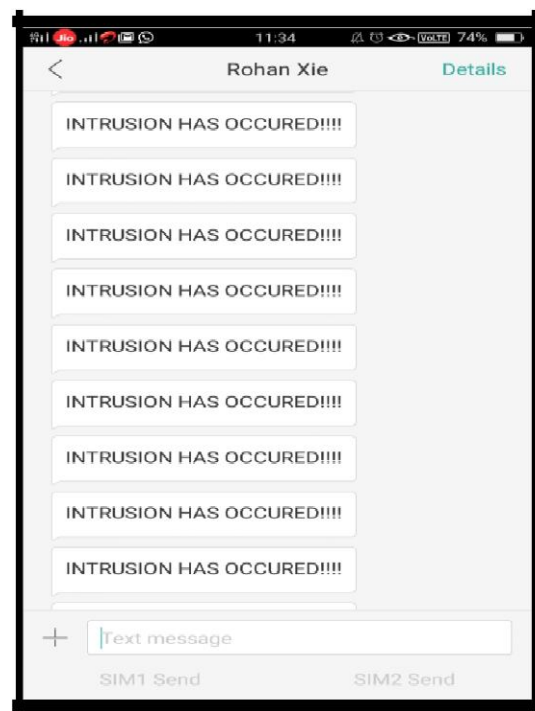 Jio 11:34 VoLTE 74%
Rohan Xie Details
INTRUSION HAS OCCURED!!!!
INTRUSION HAS OCCURED!!!!
INTRUSION HAS OCCURED!!!!
INTRUSION HAS OCCURED!!!!
INTRUSION HAS OCCURED!!!!
INTRUSION HAS OCCURED!!!!
INTRUSION HAS OCCURED!!!!
INTRUSION HAS OCCURED!!!!
INTRUSION HAS OCCURED!!!!
Text message
SIM1 Send SIM2 Send